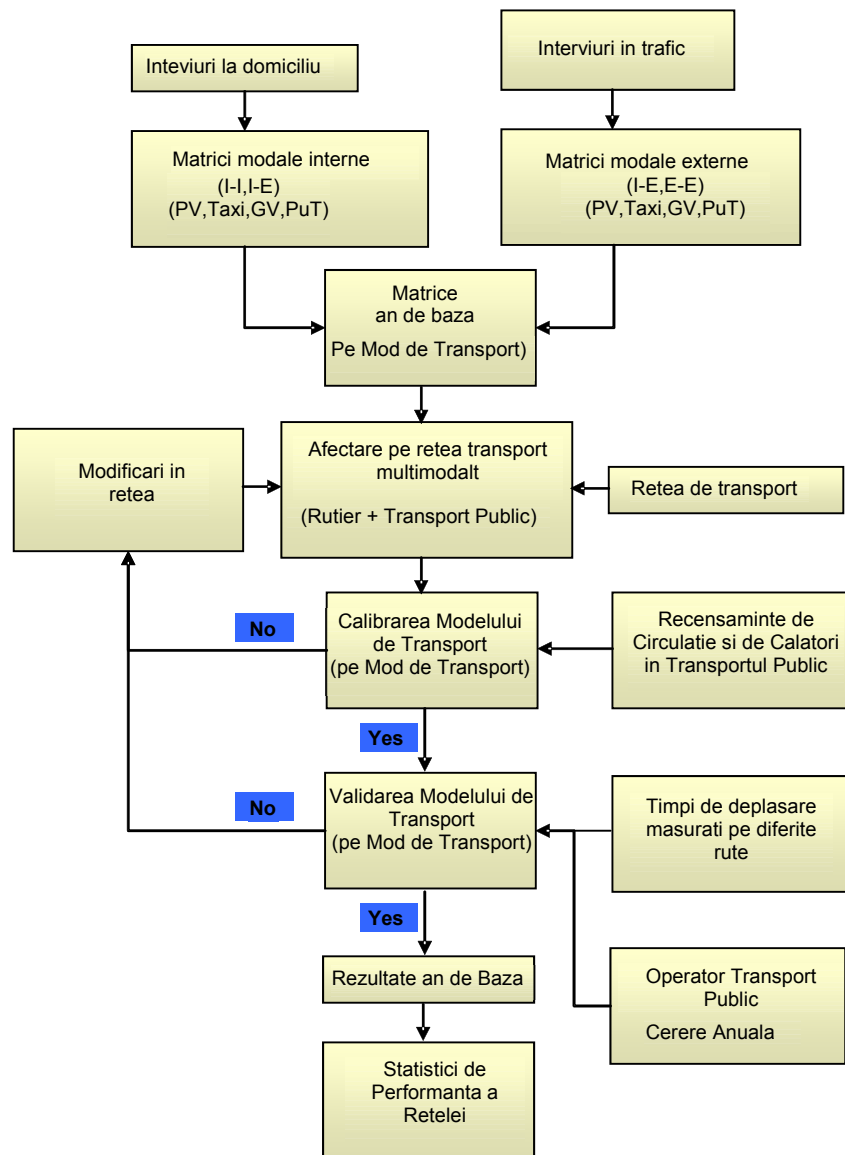 Inteviuri la domiciliu
Interviuri in trafic
Matrici modale interne
(I-I,I-E)
(PV,Taxi,GV,PuT)
Matrici modale externe
(I-E,E-E)
(PV,Taxi,GV,PuT)
Matrice
an de baza
Pe Mod de Transport)
Modificari in
retea
Afectare pe retea transport
multimodalt
(Rutier + Transport Public)
Retea de transport
No
Calibrarea Modelului
de Transport
(pe Mod de Transport)
Recensaminte de
Circulatie si de Calatori
in Transportul Public
Yes
No
Validarea Modelului de
Transport
(pe Mod de Transport)
Timpi de deplasare
masurati pe diferite
rute
Yes
Rezultate an de Baza
Operator Transport
Public
Cerere Anuala
Statistici de
Performanta a
Retelei